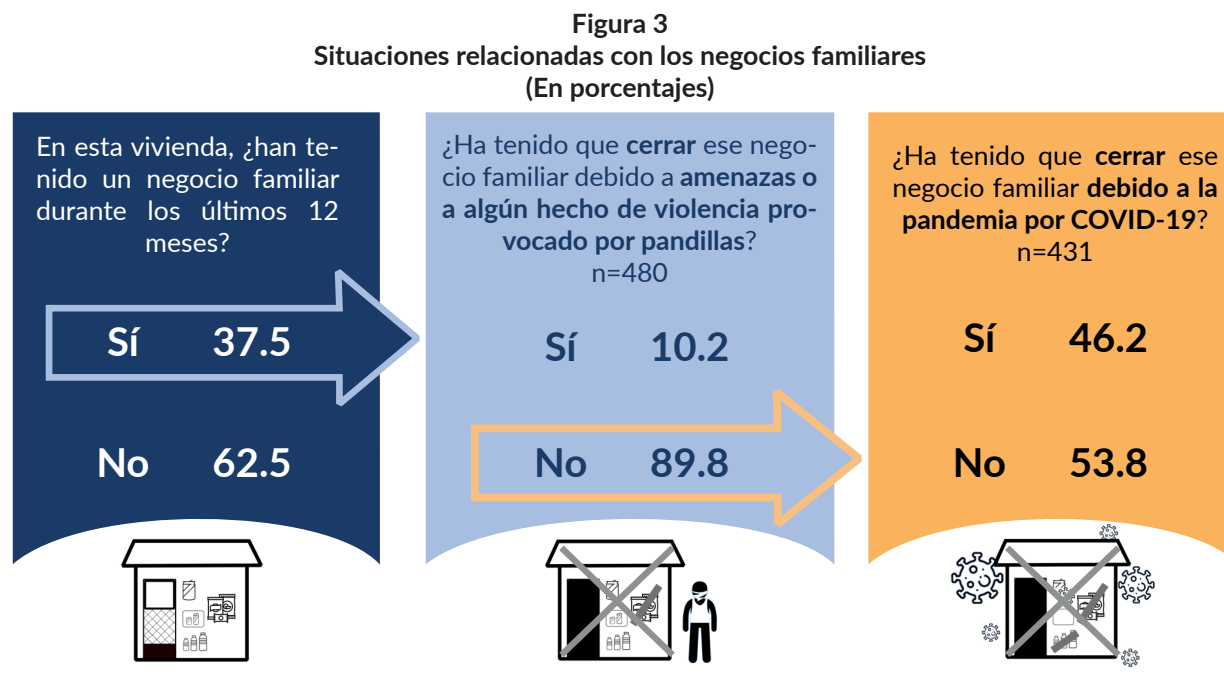 Figura 3
Situaciones relacionadas con los negocios familiares
(En porcentajes)
En esta vivienda, ¿han te-
nido un negocio familiar
durante los últimos 12
meses?
Sí 37.5
No 62.5
¿Ha tenido que cerrar ese nego-
cio familiar debido a amenazas o
a algún hecho de violencia pro-
vocado por pandillas?
n=480
Sí 10.2
No 89.8
¿Ha tenido que cerrar ese
negocio familiar debido a la
pandemia por COVID-19?
n=431
Sí 46.2
No 53.8